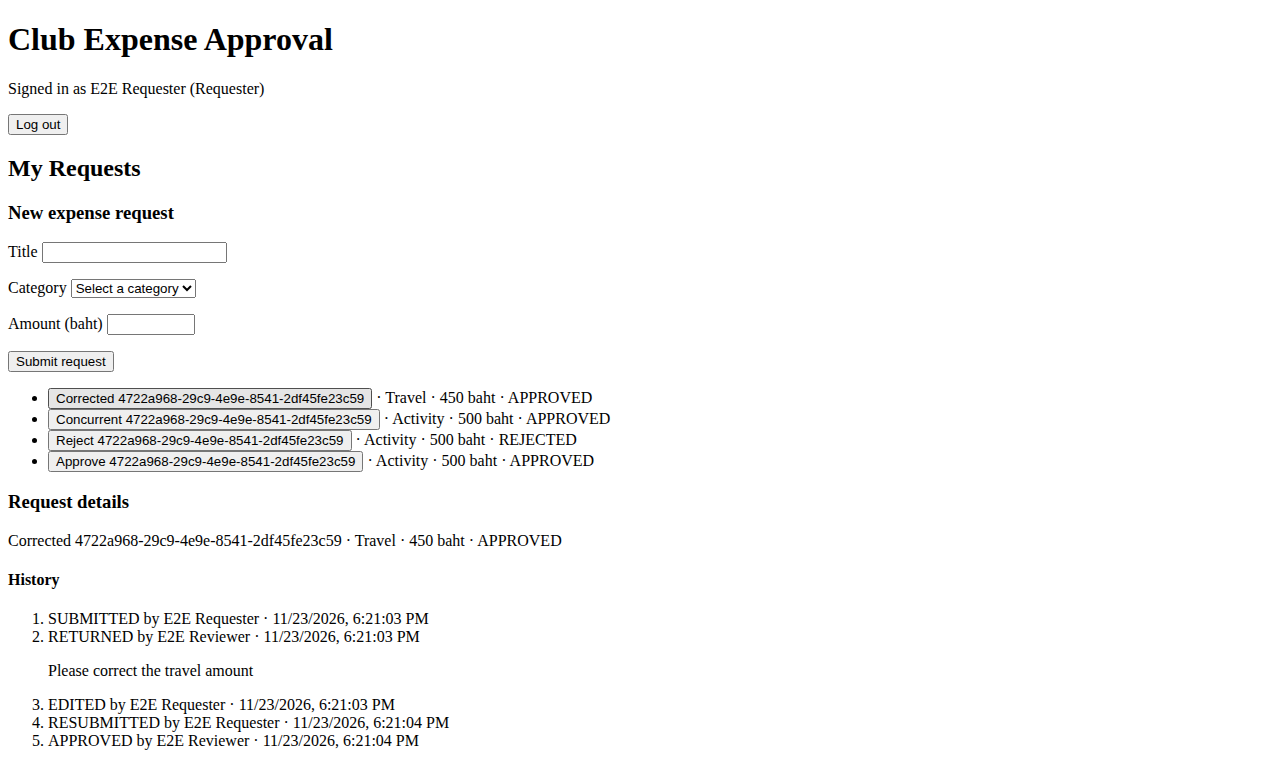 Club Expense Approval
Signed in as E2E Requester (Requester)
Log out
My Requests
New expense request
Title
Category Select a category
Amount (baht)
Submit request
• Corrected 4722a968-29c9-4e9e-8541-2df45fe23c59 · Travel · 450 baht · APPROVED
• Concurrent 4722a968-29c9-4e9e-8541-2df45fe23c59 · Activity · 500 baht · APPROVED
• Reject 4722a968-29c9-4e9e-8541-2df45fe23c59 · Activity · 500 baht · REJECTED
• Approve 4722a968-29c9-4e9e-8541-2df45fe23c59 · Activity · 500 baht · APPROVED
Request details
Corrected 4722a968-29c9-4e9e-8541-2df45fe23c59 · Travel · 450 baht · APPROVED
History
1. SUBMITTED by E2E Requester · 11/23/2026, 6:21:03 PM
2. RETURNED by E2E Reviewer · 11/23/2026, 6:21:03 PM
Please correct the travel amount
3. EDITED by E2E Requester · 11/23/2026, 6:21:03 PM
4. RESUBMITTED by E2E Requester · 11/23/2026, 6:21:04 PM
5. APPROVED by E2E Reviewer · 11/23/2026, 6:21:04 PM